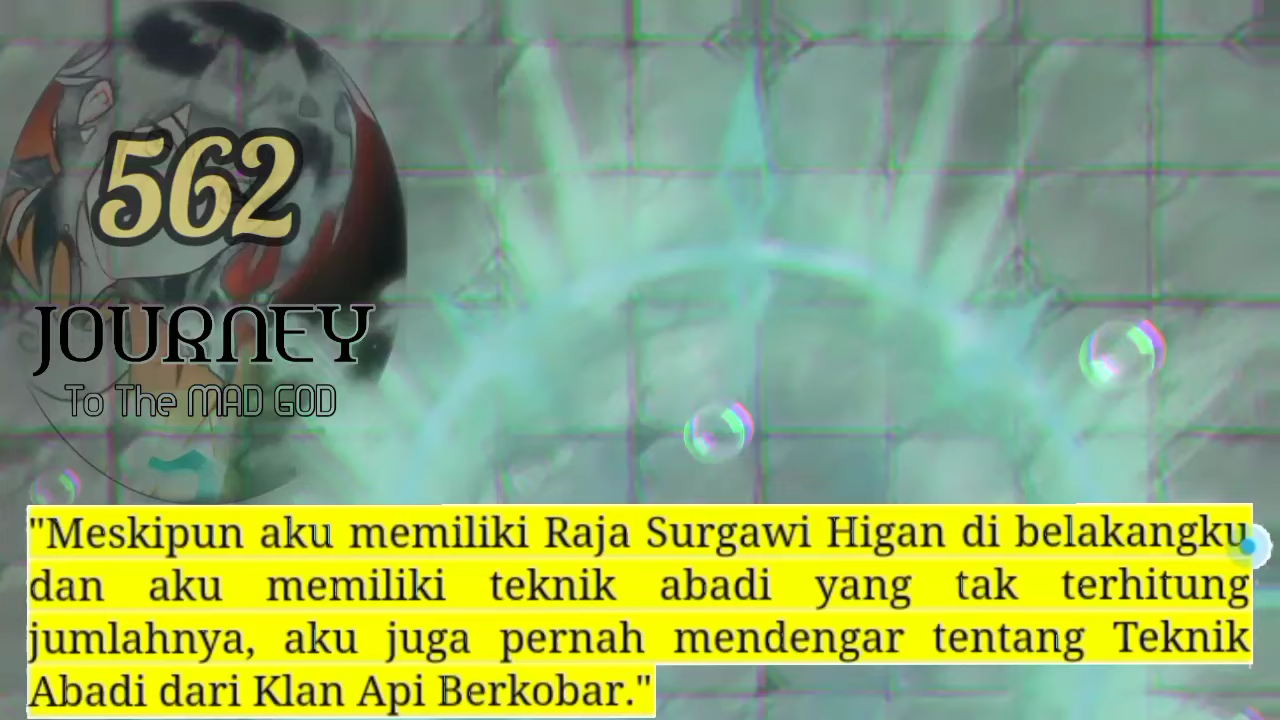 562
JOURNEY
To The MAD GOD
"Meskipun aku memiliki Raja Surgawi Higan di belakangku
dan aku memiliki teknik abadi yang tak terhitung
jumlahnya, aku juga pernah mendengar tentang Teknik
Abadi dari Klan Api Berkobar."